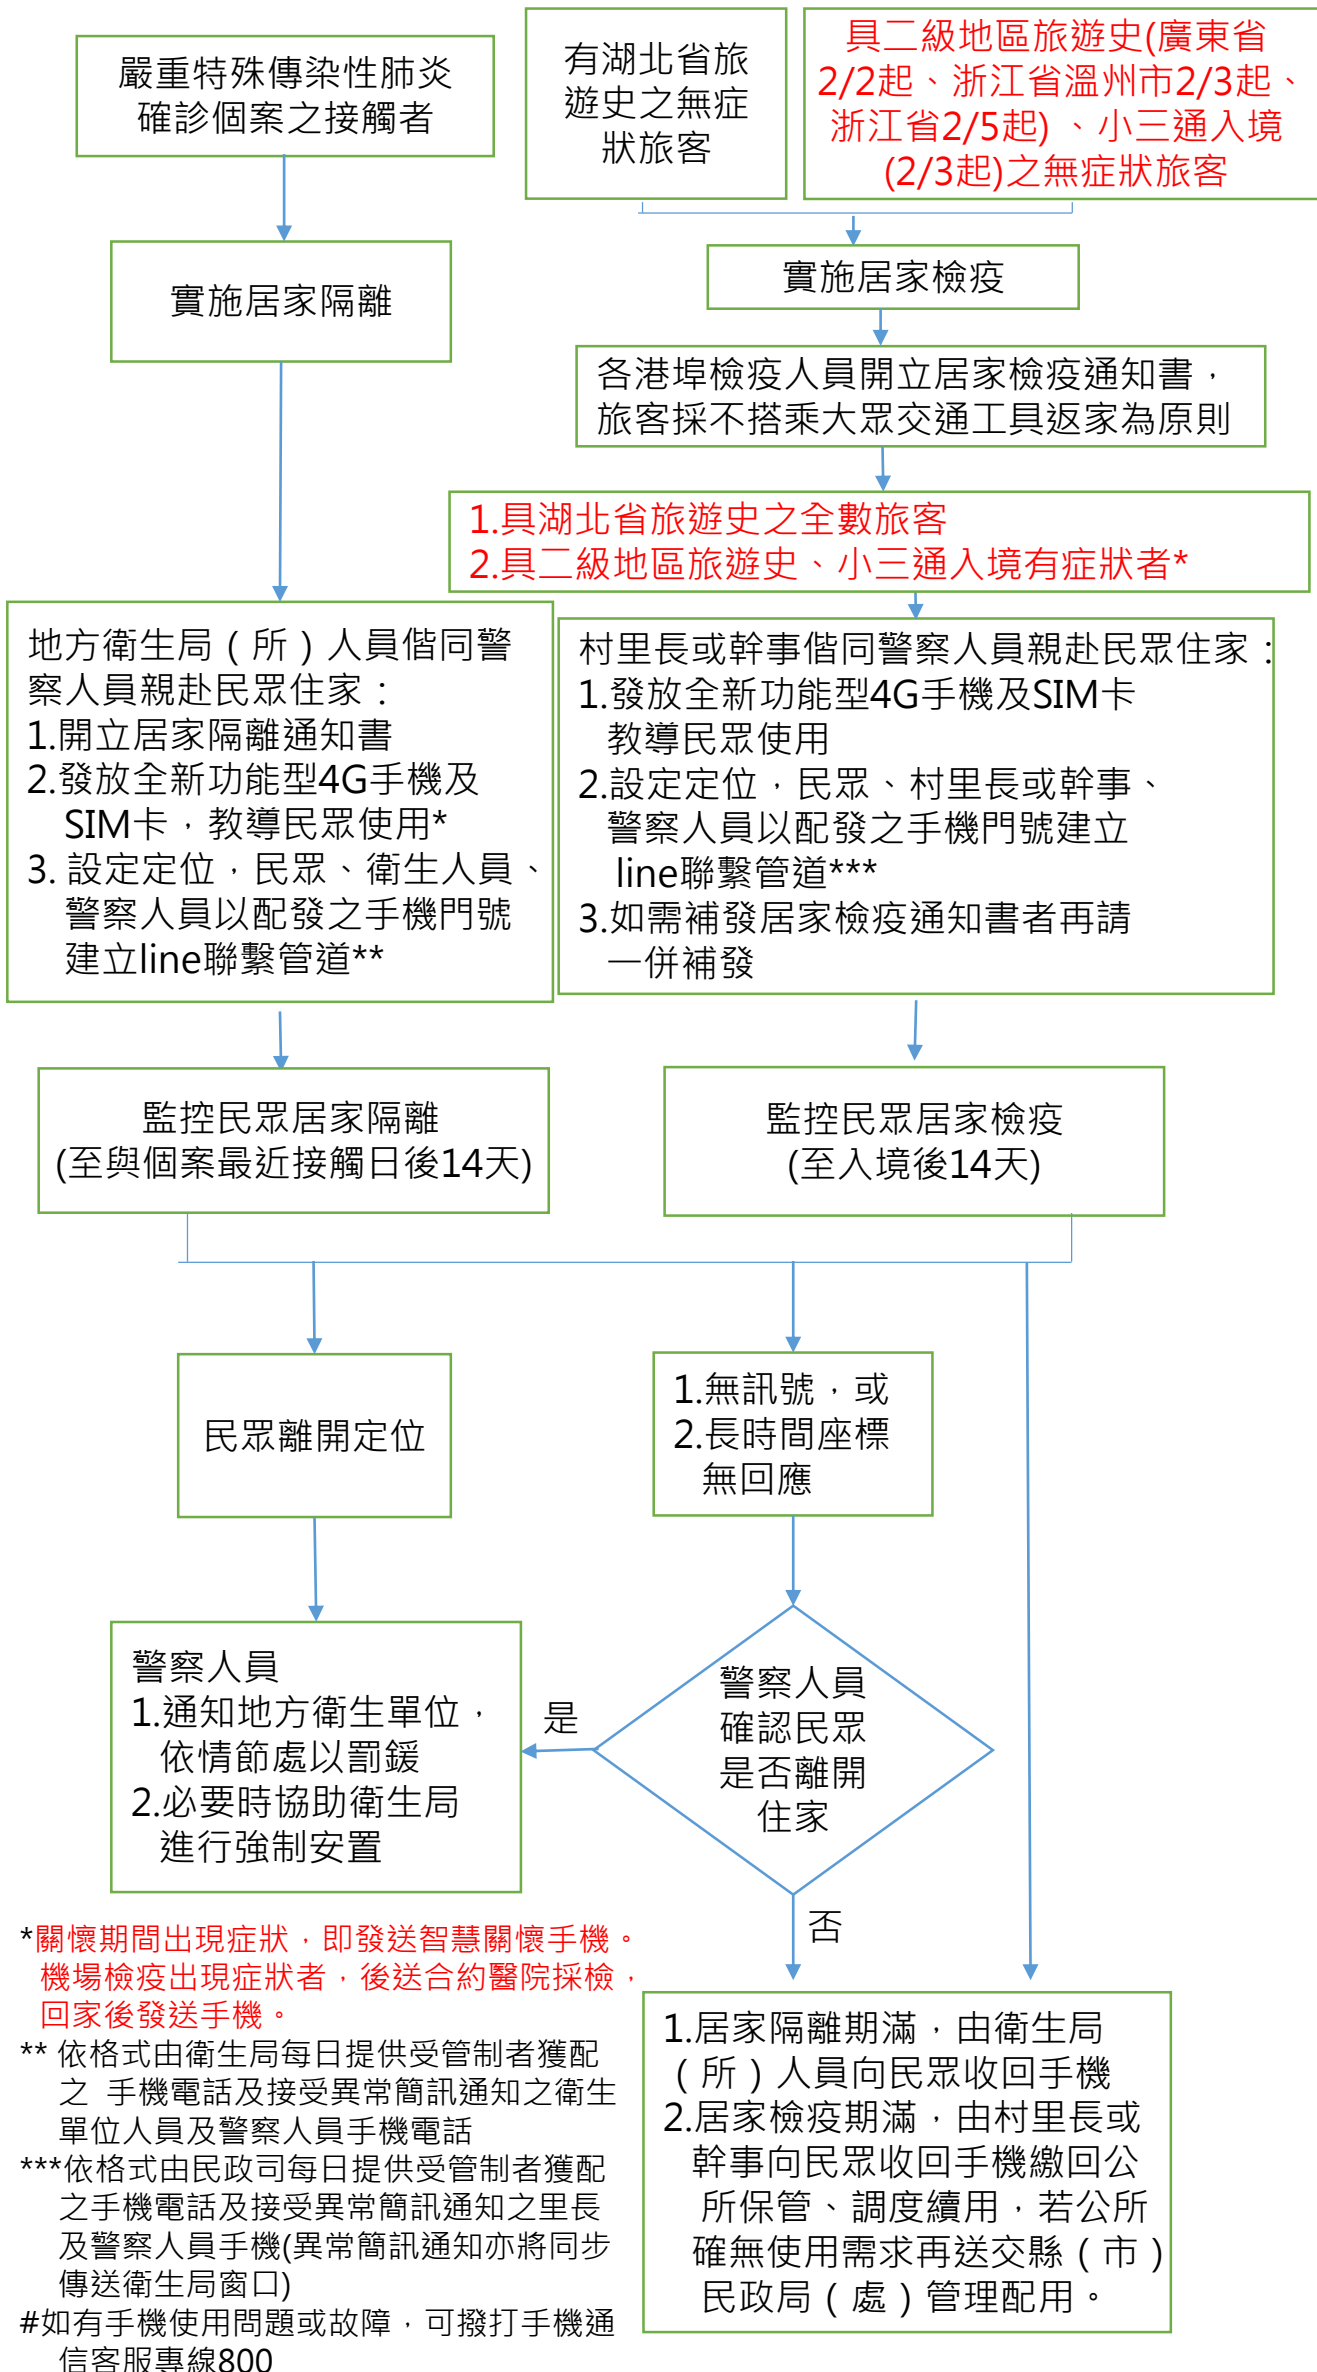 嚴重特殊傳染性肺炎
確診個案之接觸者
有湖北省旅
遊史之無症
狀旅客
具二級地區旅遊史(廣東省
2/2起、浙江省溫州市2/3起、
浙江省2/5起) 、小三通入境
(2/3起)之無症狀旅客
實施居家隔離
實施居家檢疫
各港埠檢疫人員開立居家檢疫通知書，
旅客採不搭乘大眾交通工具返家為原則
1.具湖北省旅遊史之全數旅客
2.具二級地區旅遊史、小三通入境有症狀者*
地方衛生局（所）人員偕同警
察人員親赴民眾住家：
1.開立居家隔離通知書
2.發放全新功能型4G手機及
SIM卡，教導民眾使用*
3. 設定定位，民眾、衛生人員、
警察人員以配發之手機門號
建立line聯繫管道**
村里長或幹事偕同警察人員親赴民眾住家：
1.發放全新功能型4G手機及SIM卡
教導民眾使用
2.設定定位，民眾、村里長或幹事、
警察人員以配發之手機門號建立
line聯繫管道***
3.如需補發居家檢疫通知書者再請
一併補發
監控民眾居家隔離
(至與個案最近接觸日後14天)
監控民眾居家檢疫
(至入境後14天)
民眾離開定位
1.無訊號，或
2.長時間座標
無回應
警察人員
1.通知地方衛生單位，
依情節處以罰鍰
2.必要時協助衛生局
進行強制安置
是
警察人員
確認民眾
是否離開
住家
否
*關懷期間出現症狀，即發送智慧關懷手機。
機場檢疫出現症狀者，後送合約醫院採檢，
回家後發送手機。
** 依格式由衛生局每日提供受管制者獲配
之 手機電話及接受異常簡訊通知之衛生
單位人員及警察人員手機電話
***依格式由民政司每日提供受管制者獲配
之手機電話及接受異常簡訊通知之里長
及警察人員手機(異常簡訊通知亦將同步
傳送衛生局窗口)
#如有手機使用問題或故障，可撥打手機通
信客服專線800
1.居家隔離期滿，由衛生局
（所）人員向民眾收回手機
2.居家檢疫期滿，由村里長或
幹事向民眾收回手機繳回公
所保管、調度續用，若公所
確無使用需求再送交縣（市）
民政局（處）管理配用。